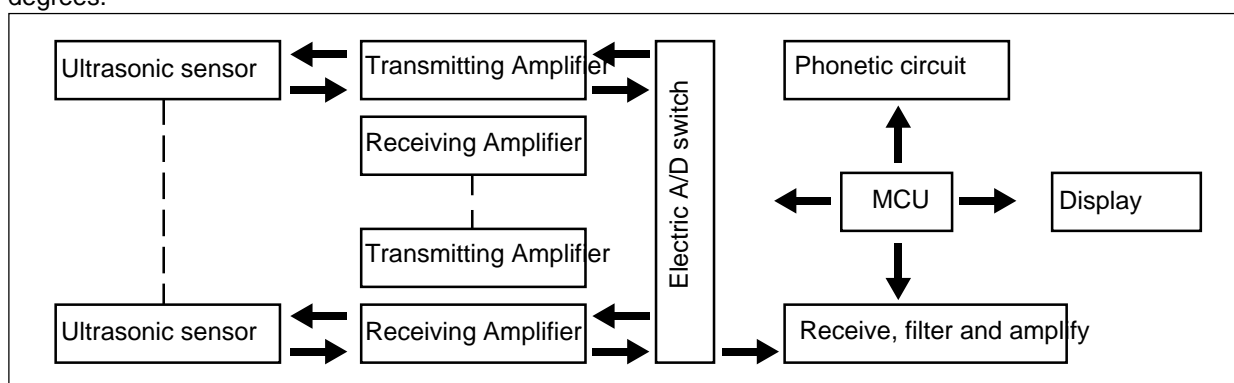 degrees.
Ultrasonic sensor
Transmitting Amplifier
Phonetic circuit
Receiving Amplifier
Electric A/D switch
MCU
Display
Transmitting Amplifier
Ultrasonic sensor
Receiving Amplifier
Receive, filter and amplify